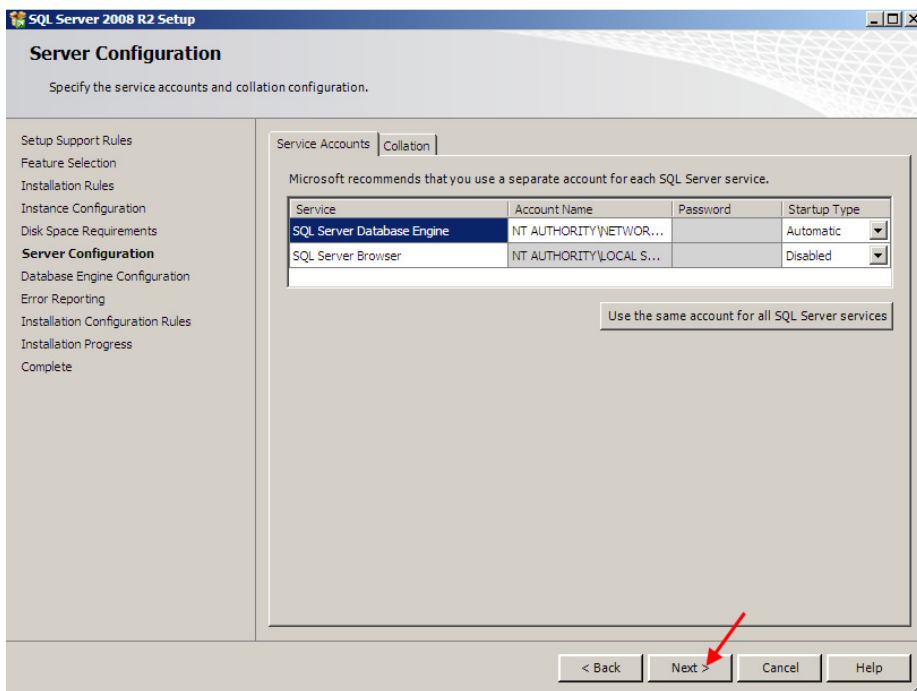 SQL Server 2008 R2 Setup
Server Configuration
Specify the service accounts and collation configuration.
Setup Support Rules
Feature Selection
Installation Rules
Instance Configuration
Disk Space Requirements
Server Configuration
Database Engine Configuration
Error Reporting
Installation Configuration Rules
Installation Progress
Complete
Service Accounts Collation
Microsoft recommends that you use a separate account for each SQL Server service.
Service Account Name Password Startup Type
SQL Server Database Engine NT AUTHORITY\NETWOR... Automatic
SQL Server Browser NT AUTHORITY\LOCAL S... Disabled
Use the same account for all SQL Server services
< Back Next > Cancel Help